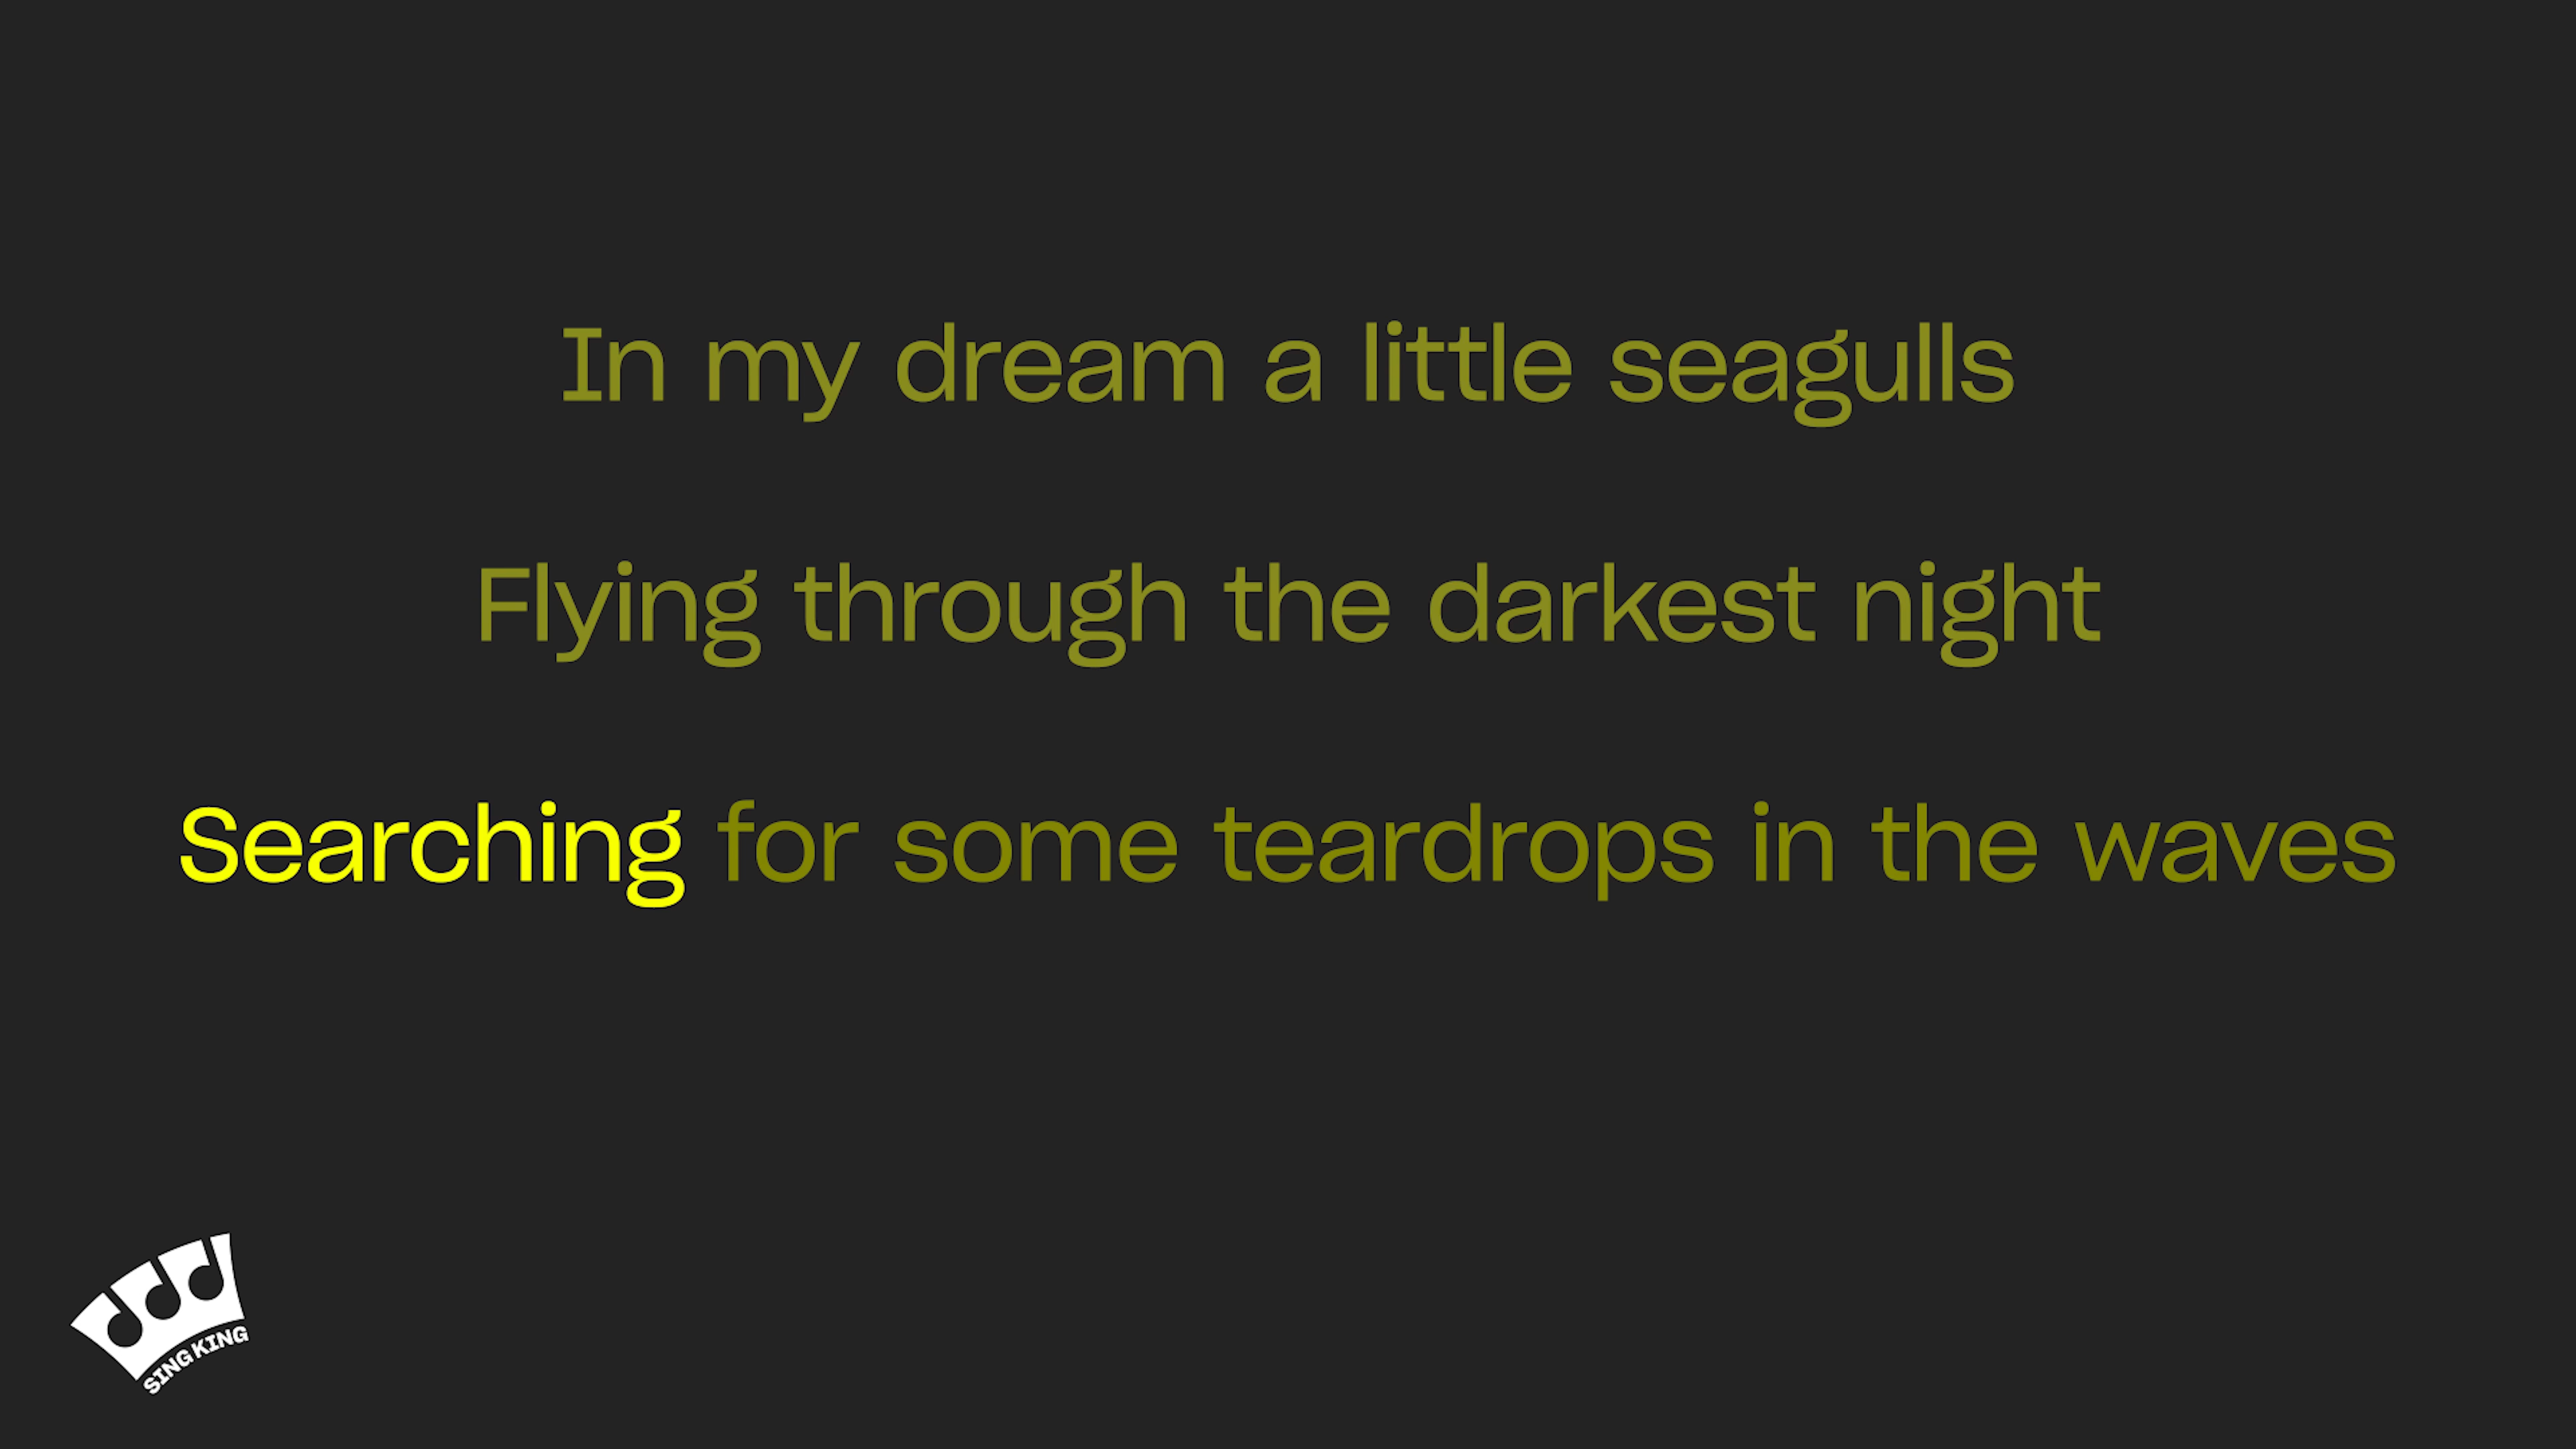 In my dream a little seagulls
Flying through the darkest night
Searching for some teardrops in the waves
SING KING